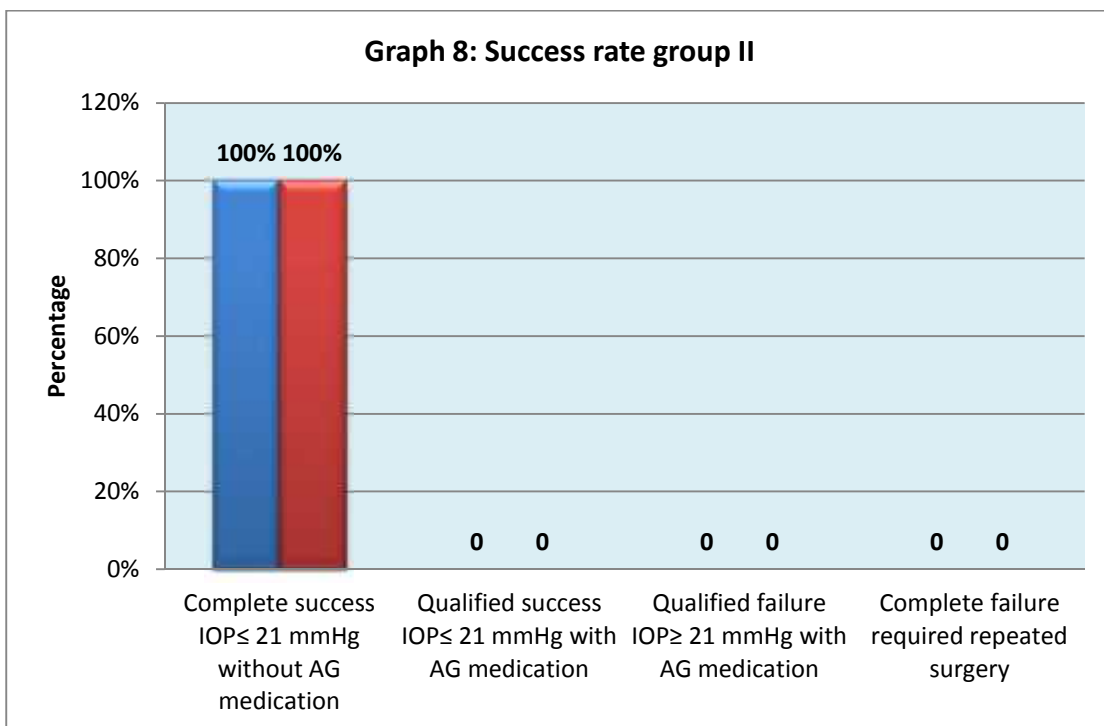 Graph 8: Success rate group II
Percentage
120%
100%
80%
60%
40%
20%
0%
100% 100%
0 0
0 0
0 0
Complete success
IOP≤ 21 mmHg
without AG
medication
Qualified success
IOP≤ 21 mmHg with
AG medication
Qualified failure
IOP≥ 21 mmHg with
AG medication
Complete failure
required repeated
surgery